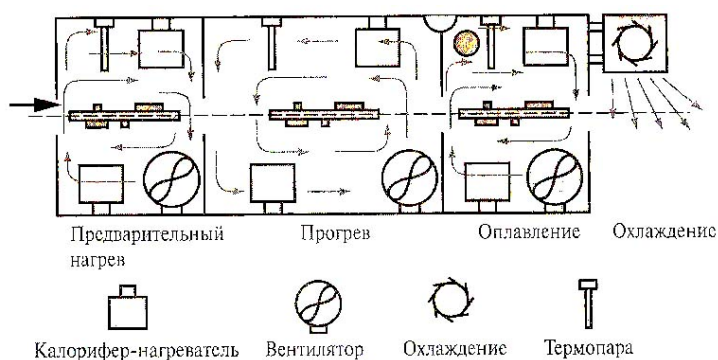 Предварительный нагрев Прогрев Оплавление Охлаждение
Калорифер-нагреватель Вентилятор Охлаждение Термопара